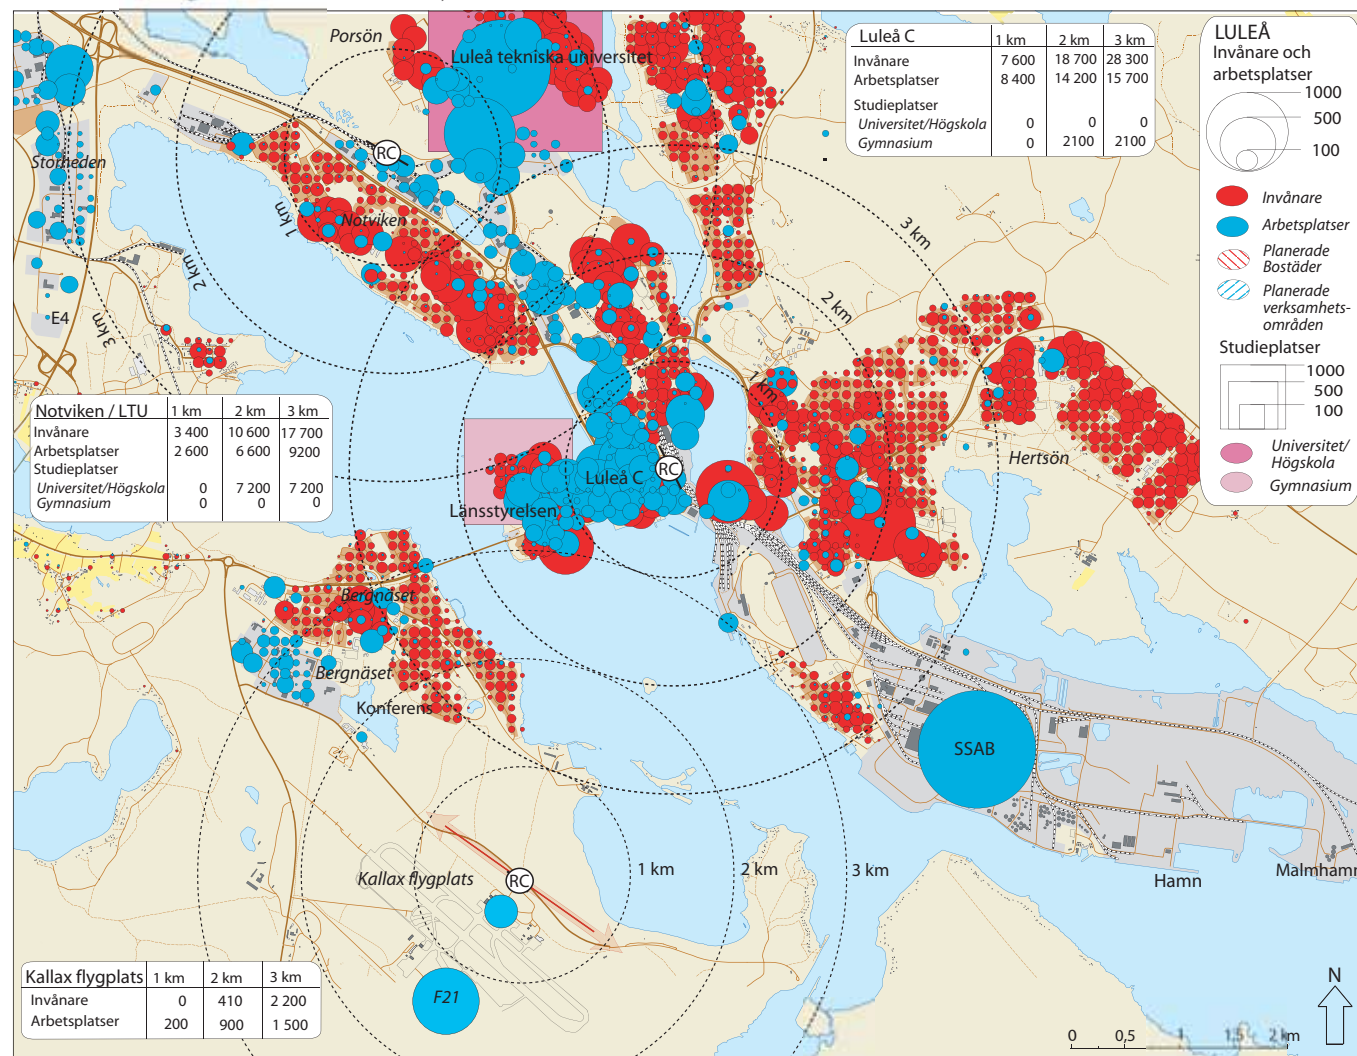 Porsön
Luleå tekniska universitet
Luleå C 1 km 2 km 3 km
Invånare 7 600 18 700 28 300
Arbetsplatser 8 400 14 200 15 700
Studieplatser
Universitet/Högskola 0 0 0
Gymnasium 0 2100 2100
LULEÅ
Invånare och
arbetsplatser
1000
500
100
Invånare
Arbetsplatser
Planerade
Bostäder
Planerade
verksamhets-
områden
Studieplatser
1000
500
100
Universitet/
Högskola
Gymnasium
Storheden
RC
Notviken
1 km
2 km
3 km
E4
3 km
2 km
1 km
Notviken / LTU 1 km 2 km 3 km
Invånare 3 400 10 600 17 700
Arbetsplatser 2 600 6 600 9200
Studieplatser
Universitet/Högskola 0 7 200 7 200
Gymnasium 0 0 0
Luleå C
RC
Hertsön
Länsstyrelsen
Bergnäset
Bergnäset
Konferens
SSAB
Kallax flygplats
RC
1 km
2 km
3 km
Hamn
Malmhamn
F21
Kallax flygplats 1 km 2 km 3 km
Invånare 0 410 2 200
Arbetsplatser 200 900 1 500
N
0 0,5 1 1,5 2 km